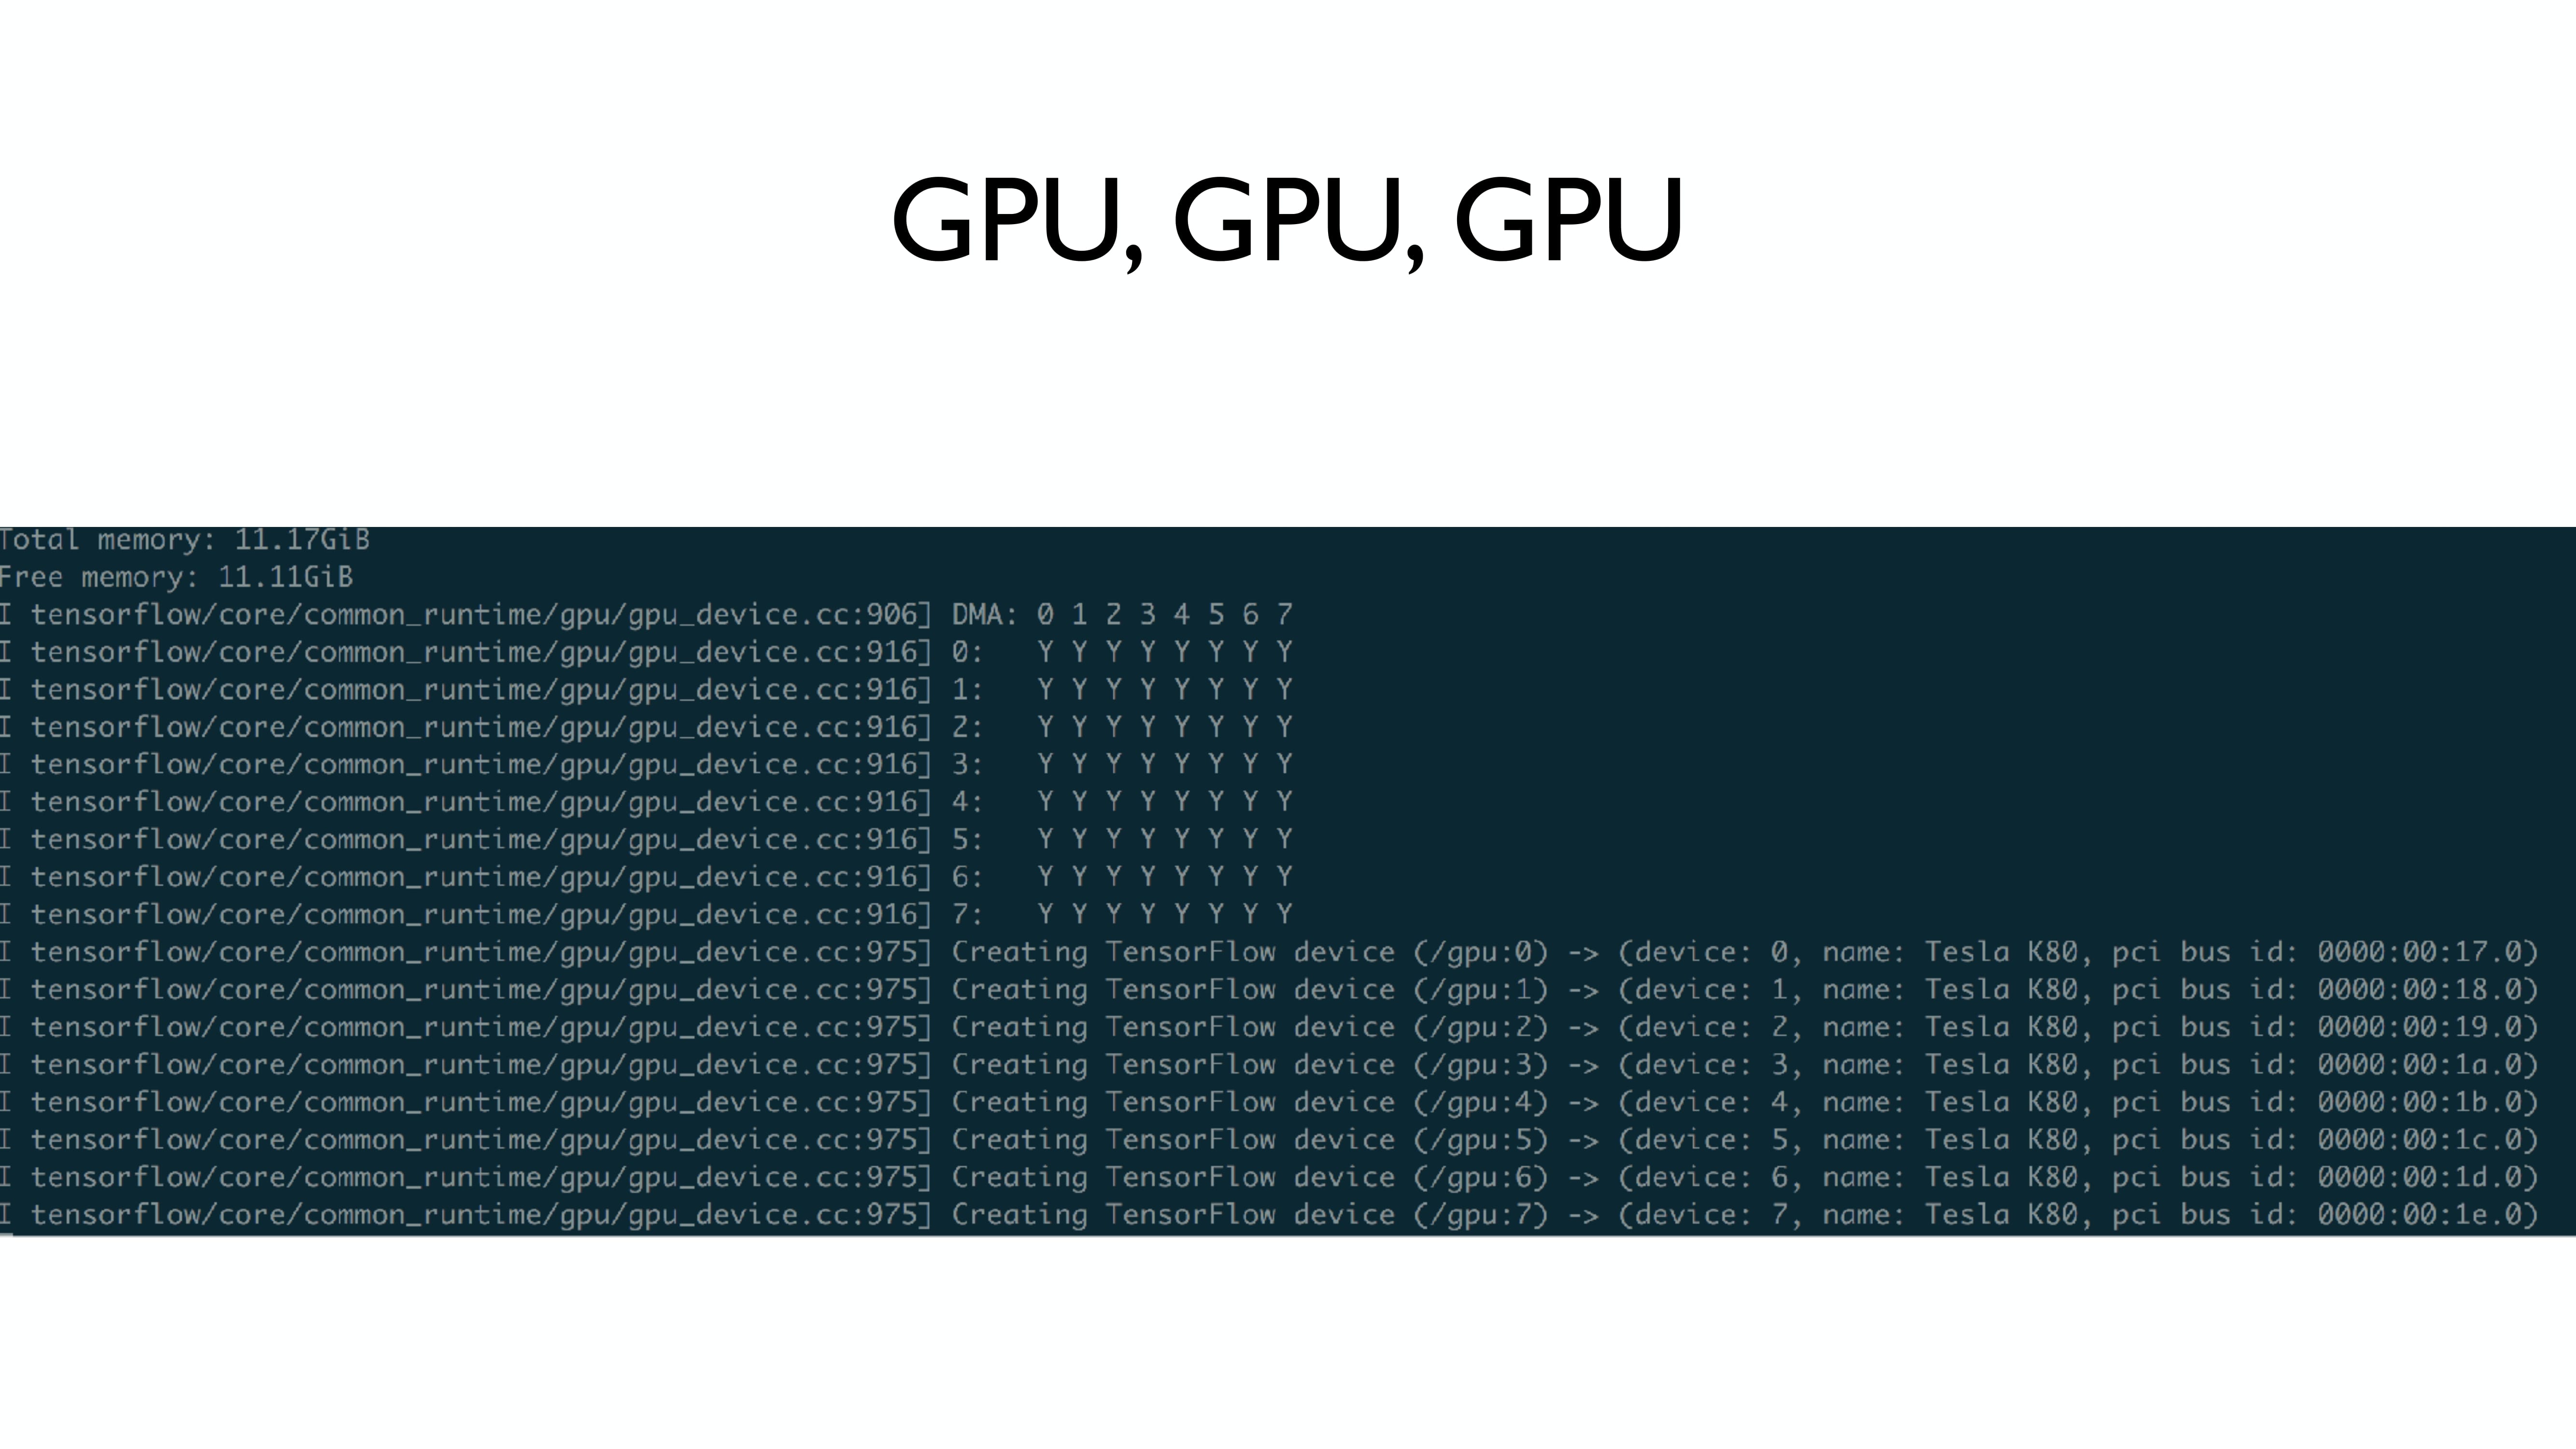 GPU, GPU, GPU
Total memory: 11.17GiB
Free memory: 11.11GiB
I tensorflow/core/common_runtime/gpu/gpu_device.cc:906] DMA: 0 1 2 3 4 5 6 7
I tensorflow/core/common_runtime/gpu/gpu_device.cc:916] 0:   Y Y Y Y Y Y Y Y
I tensorflow/core/common_runtime/gpu/gpu_device.cc:916] 1:   Y Y Y Y Y Y Y Y
I tensorflow/core/common_runtime/gpu/gpu_device.cc:916] 2:   Y Y Y Y Y Y Y Y
I tensorflow/core/common_runtime/gpu/gpu_device.cc:916] 3:   Y Y Y Y Y Y Y Y
I tensorflow/core/common_runtime/gpu/gpu_device.cc:916] 4:   Y Y Y Y Y Y Y Y
I tensorflow/core/common_runtime/gpu/gpu_device.cc:916] 5:   Y Y Y Y Y Y Y Y
I tensorflow/core/common_runtime/gpu/gpu_device.cc:916] 6:   Y Y Y Y Y Y Y Y
I tensorflow/core/common_runtime/gpu/gpu_device.cc:916] 7:   Y Y Y Y Y Y Y Y
I tensorflow/core/common_runtime/gpu/gpu_device.cc:975] Creating TensorFlow device (/gpu:0) -> (device: 0, name: Tesla K80, pci bus id: 0000:00:17.0)
I tensorflow/core/common_runtime/gpu/gpu_device.cc:975] Creating TensorFlow device (/gpu:1) -> (device: 1, name: Tesla K80, pci bus id: 0000:00:18.0)
I tensorflow/core/common_runtime/gpu/gpu_device.cc:975] Creating TensorFlow device (/gpu:2) -> (device: 2, name: Tesla K80, pci bus id: 0000:00:19.0)
I tensorflow/core/common_runtime/gpu/gpu_device.cc:975] Creating TensorFlow device (/gpu:3) -> (device: 3, name: Tesla K80, pci bus id: 0000:00:1a.0)
I tensorflow/core/common_runtime/gpu/gpu_device.cc:975] Creating TensorFlow device (/gpu:4) -> (device: 4, name: Tesla K80, pci bus id: 0000:00:1b.0)
I tensorflow/core/common_runtime/gpu/gpu_device.cc:975] Creating TensorFlow device (/gpu:5) -> (device: 5, name: Tesla K80, pci bus id: 0000:00:1c.0)
I tensorflow/core/common_runtime/gpu/gpu_device.cc:975] Creating TensorFlow device (/gpu:6) -> (device: 6, name: Tesla K80, pci bus id: 0000:00:1d.0)
I tensorflow/core/common_runtime/gpu/gpu_device.cc:975] Creating TensorFlow device (/gpu:7) -> (device: 7, name: Tesla K80, pci bus id: 0000:00:1e.0)